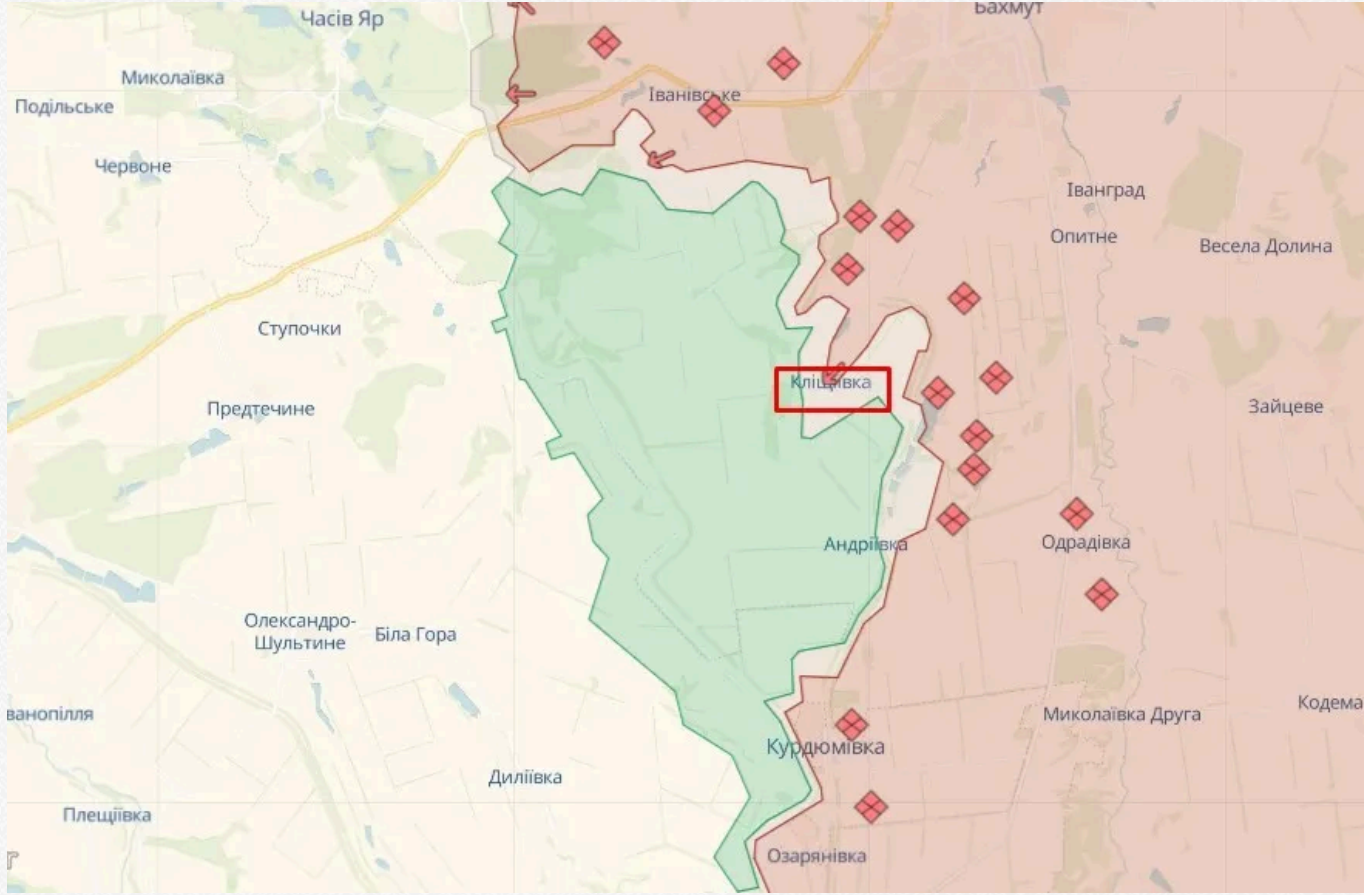 Часів Яр
Бахмут
Миколаївка
Подільське
Іванівське
Червоне
Іванград
Опитне
Весела Долина
Ступочки
Кліщіївка
Предтечине
Зайцеве
Андріївка
Одрадівка
Олександро-
Шультине
Біла Гора
ванопілля
Миколаївка Друга
Кодема
Курдюмівка
Диліївка
Плещіївка
Озарянівка